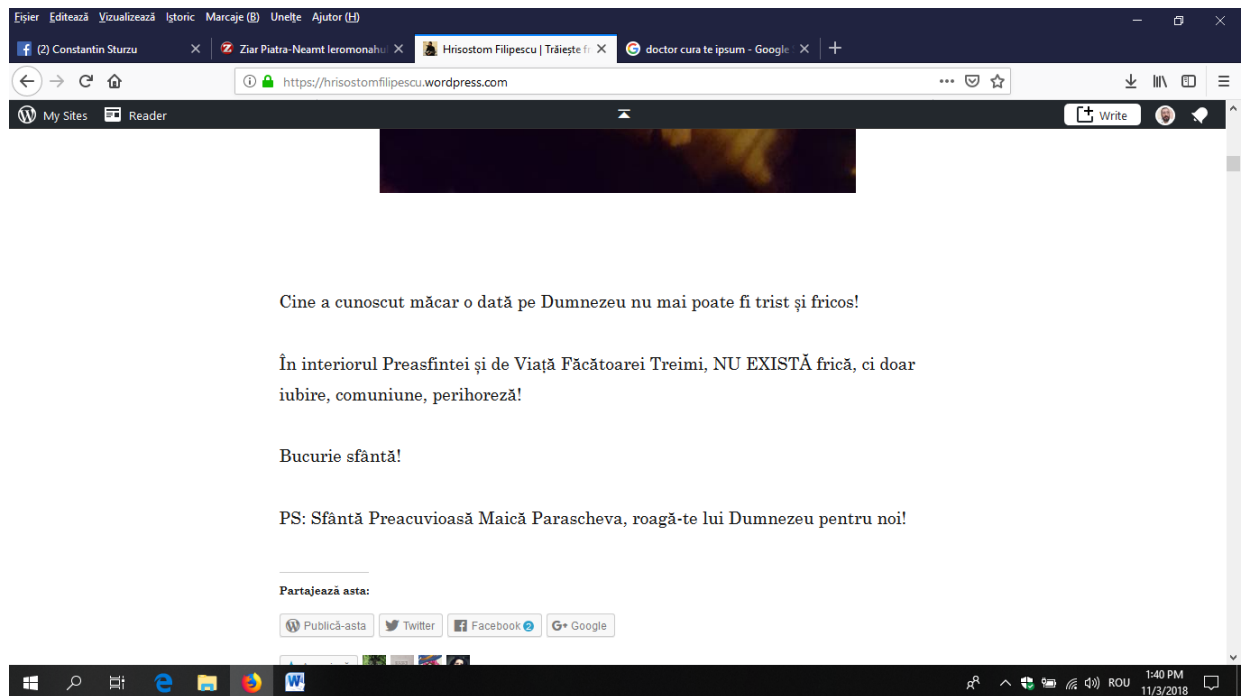 Fișier Editează Vizualizează Istoric Marcaje (B) Unelte Ajutor (H)
(2) Constantin Sturzu
Ziar Piatra-Neamt Ieromonahu
Hrisostom Filipescu | Trăiește fr
doctor cura te ipsum - Google
https://hrisostomfilipescu.wordpress.com
My Sites Reader Write
Cine a cunoscut măcar o dată pe Dumnezeu nu mai poate fi trist și fricos!
În interiorul Preasfintei și de Viață Făcătoarei Treimi, NU EXISTĂ frică, ci doar
iubire, comuniune, perihoreză!
Bucurie sfântă!
PS: Sfântă Preacuvioasă Maică Parascheva, roagă-te lui Dumnezeu pentru noi!
Partajează asta:
Publică-asta Twitter Facebook 2 G+ Google
ROU
1:40 PM
11/3/2018